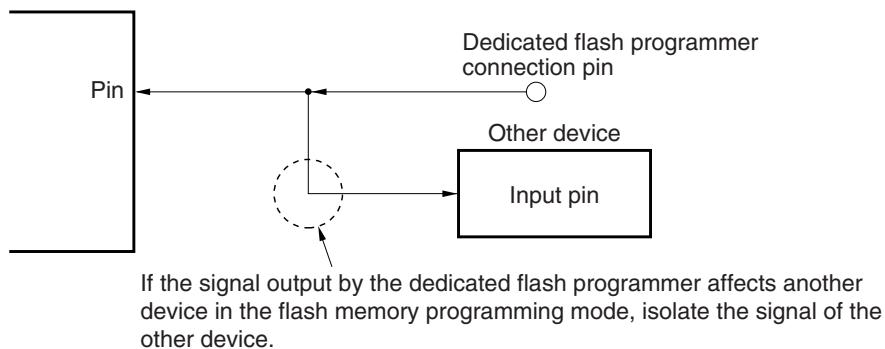 Dedicated flash programmer
connection pin
Pin
Other device
Input pin
If the signal output by the dedicated flash programmer affects another
device in the flash memory programming mode, isolate the signal of the
other device.